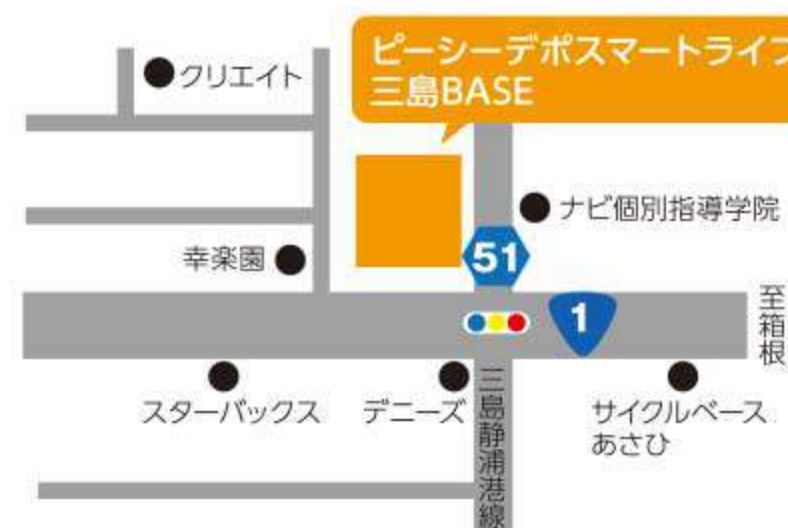 ピーシーデポスマートライフ
三島BASE
クリエイト
ナビ個別指導学院
幸楽園
51
1
至箱根
スターバックス
デニーズ
三島静浦港線
サイクルベース
あさひ